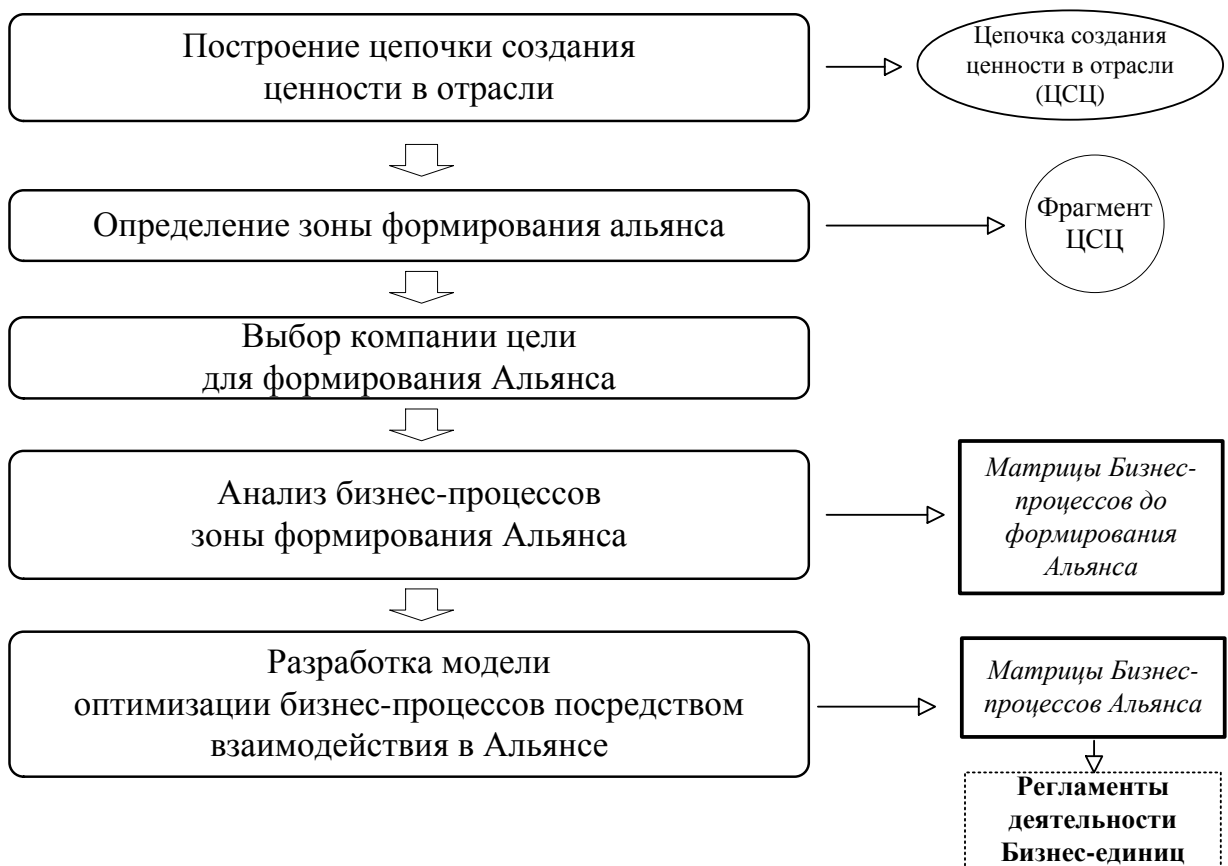 Построение цепочки создания
ценности в отрасли
Цепочка создания
ценности в отрасли
(ЦСЦ)
Определение зоны формирования альянса
Фрагмент
ЦСЦ
Выбор компании цели
для формирования Альянса
Анализ бизнес-процессов
зоны формирования Альянса
Матрицы Бизнес-
процессов до
формирования
Альянса
Разработка модели
оптимизации бизнес-процессов посредством
взаимодействия в Альянсе
Матрицы Бизнес-
процессов Альянса
Регламенты
деятельности
Бизнес-единиц